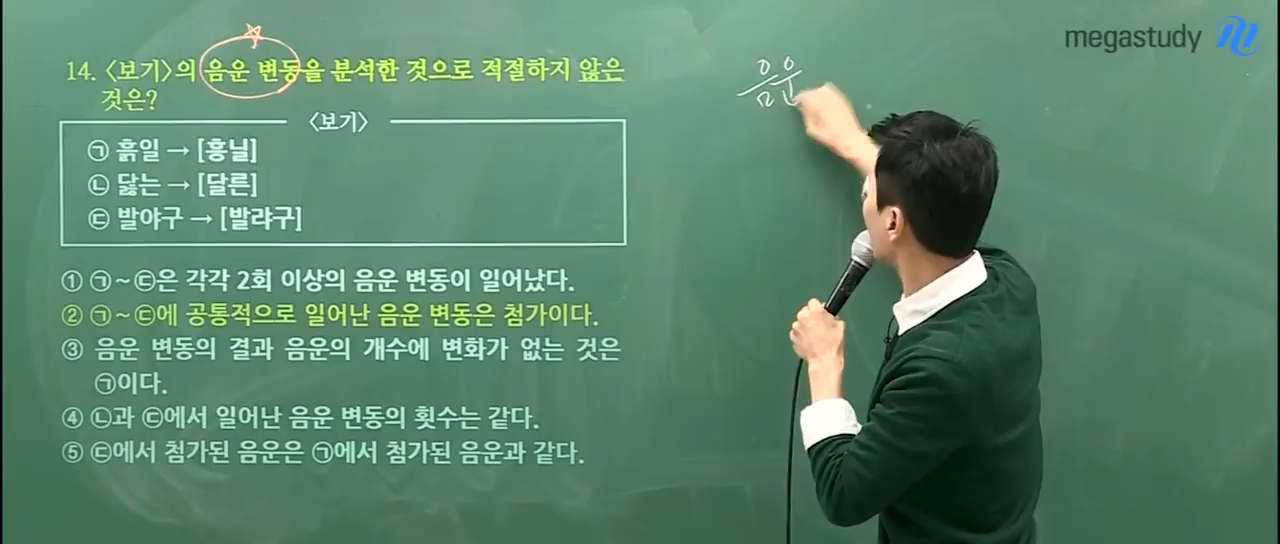 megastudy
14. 〈보기〉의 음운 변동을 분석한 것으로 적절하지 않은
것은?
〈보기〉
㉠ 흙일 → [흥닐]
㉡ 닳는 → [달른]
㉢ 발야구 → [발랴구]
① ㉠~㉢은 각각 2회 이상의 음운 변동이 일어났다.
② ㉠~㉢에 공통적으로 일어난 음운 변동은 첨가이다.
③ 음운 변동의 결과 음운의 개수에 변화가 없는 것은
㉠이다.
④ ㉡과 ㉢에서 일어난 음운 변동의 횟수는 같다.
⑤ ㉢에서 첨가된 음운은 ㉠에서 첨가된 음운과 같다.
음운